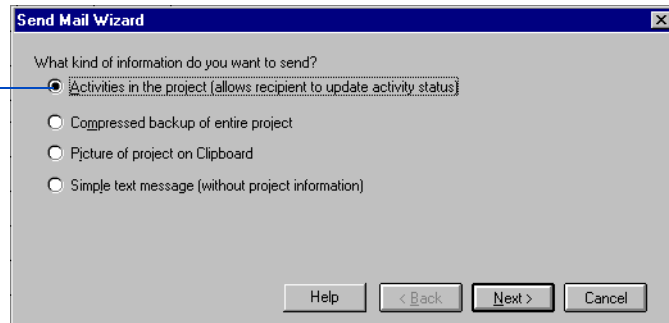 Send Mail Wizard
What kind of information do you want to send?
Activities in the project (allows recipient to update activity status)
Compressed backup of entire project
Picture of project on Clipboard
Simple text message (without project information)
Help < Back Next > Cancel